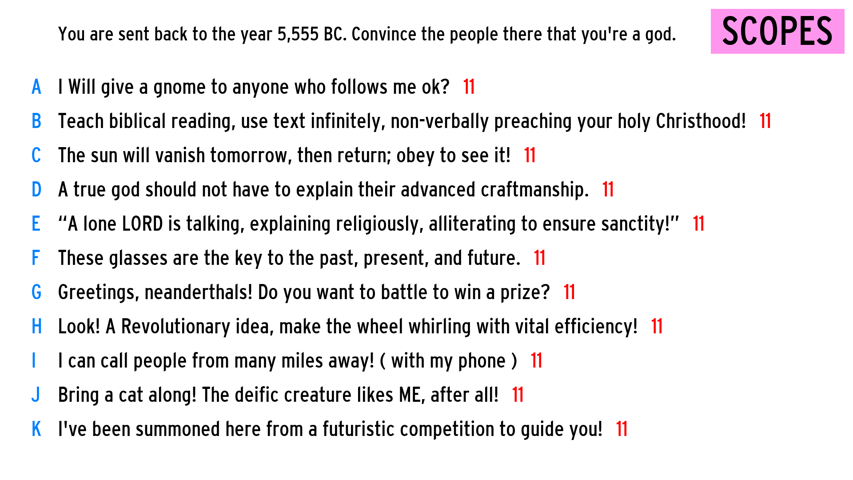 You are sent back to the year 5,555 BC. Convince the people there that you're a god.
SCOPES
A I Will give a gnome to anyone who follows me ok? 11
B Teach biblical reading, use text infinitely, non-verbally preaching your holy Christhood! 11
C The sun will vanish tomorrow, then return; obey to see it! 11
D A true god should not have to explain their advanced craftmanship. 11
E “A lone LORD is talking, explaining religiously, alliterating to ensure sanctity!” 11
F These glasses are the key to the past, present, and future. 11
G Greetings, neanderthals! Do you want to battle to win a prize? 11
H Look! A Revolutionary idea, make the wheel whirling with vital efficiency! 11
I I can call people from many miles away! ( with my phone ) 11
J Bring a cat along! The deific creature likes ME, after all! 11
K I've been summoned here from a futuristic competition to guide you! 11